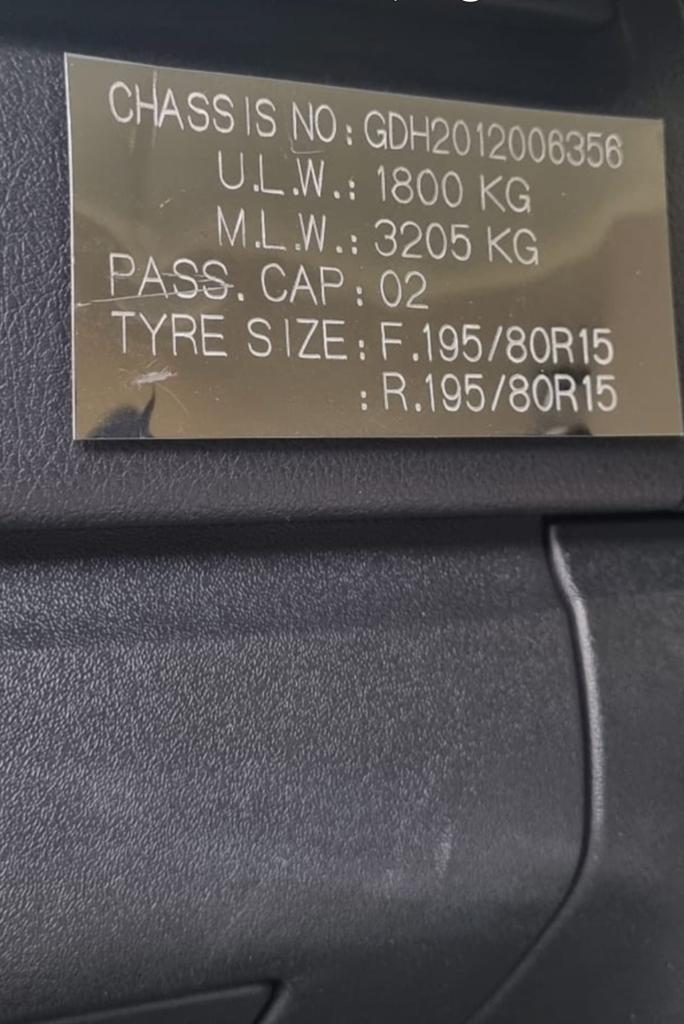 CHASSIS NO: GDH2012006356
U.L.W.: 1800 KG
M.L.W.: 3205 KG
PASS. CAP: 02
TYRE SIZE: F.195/80R15
: R.195/80R15